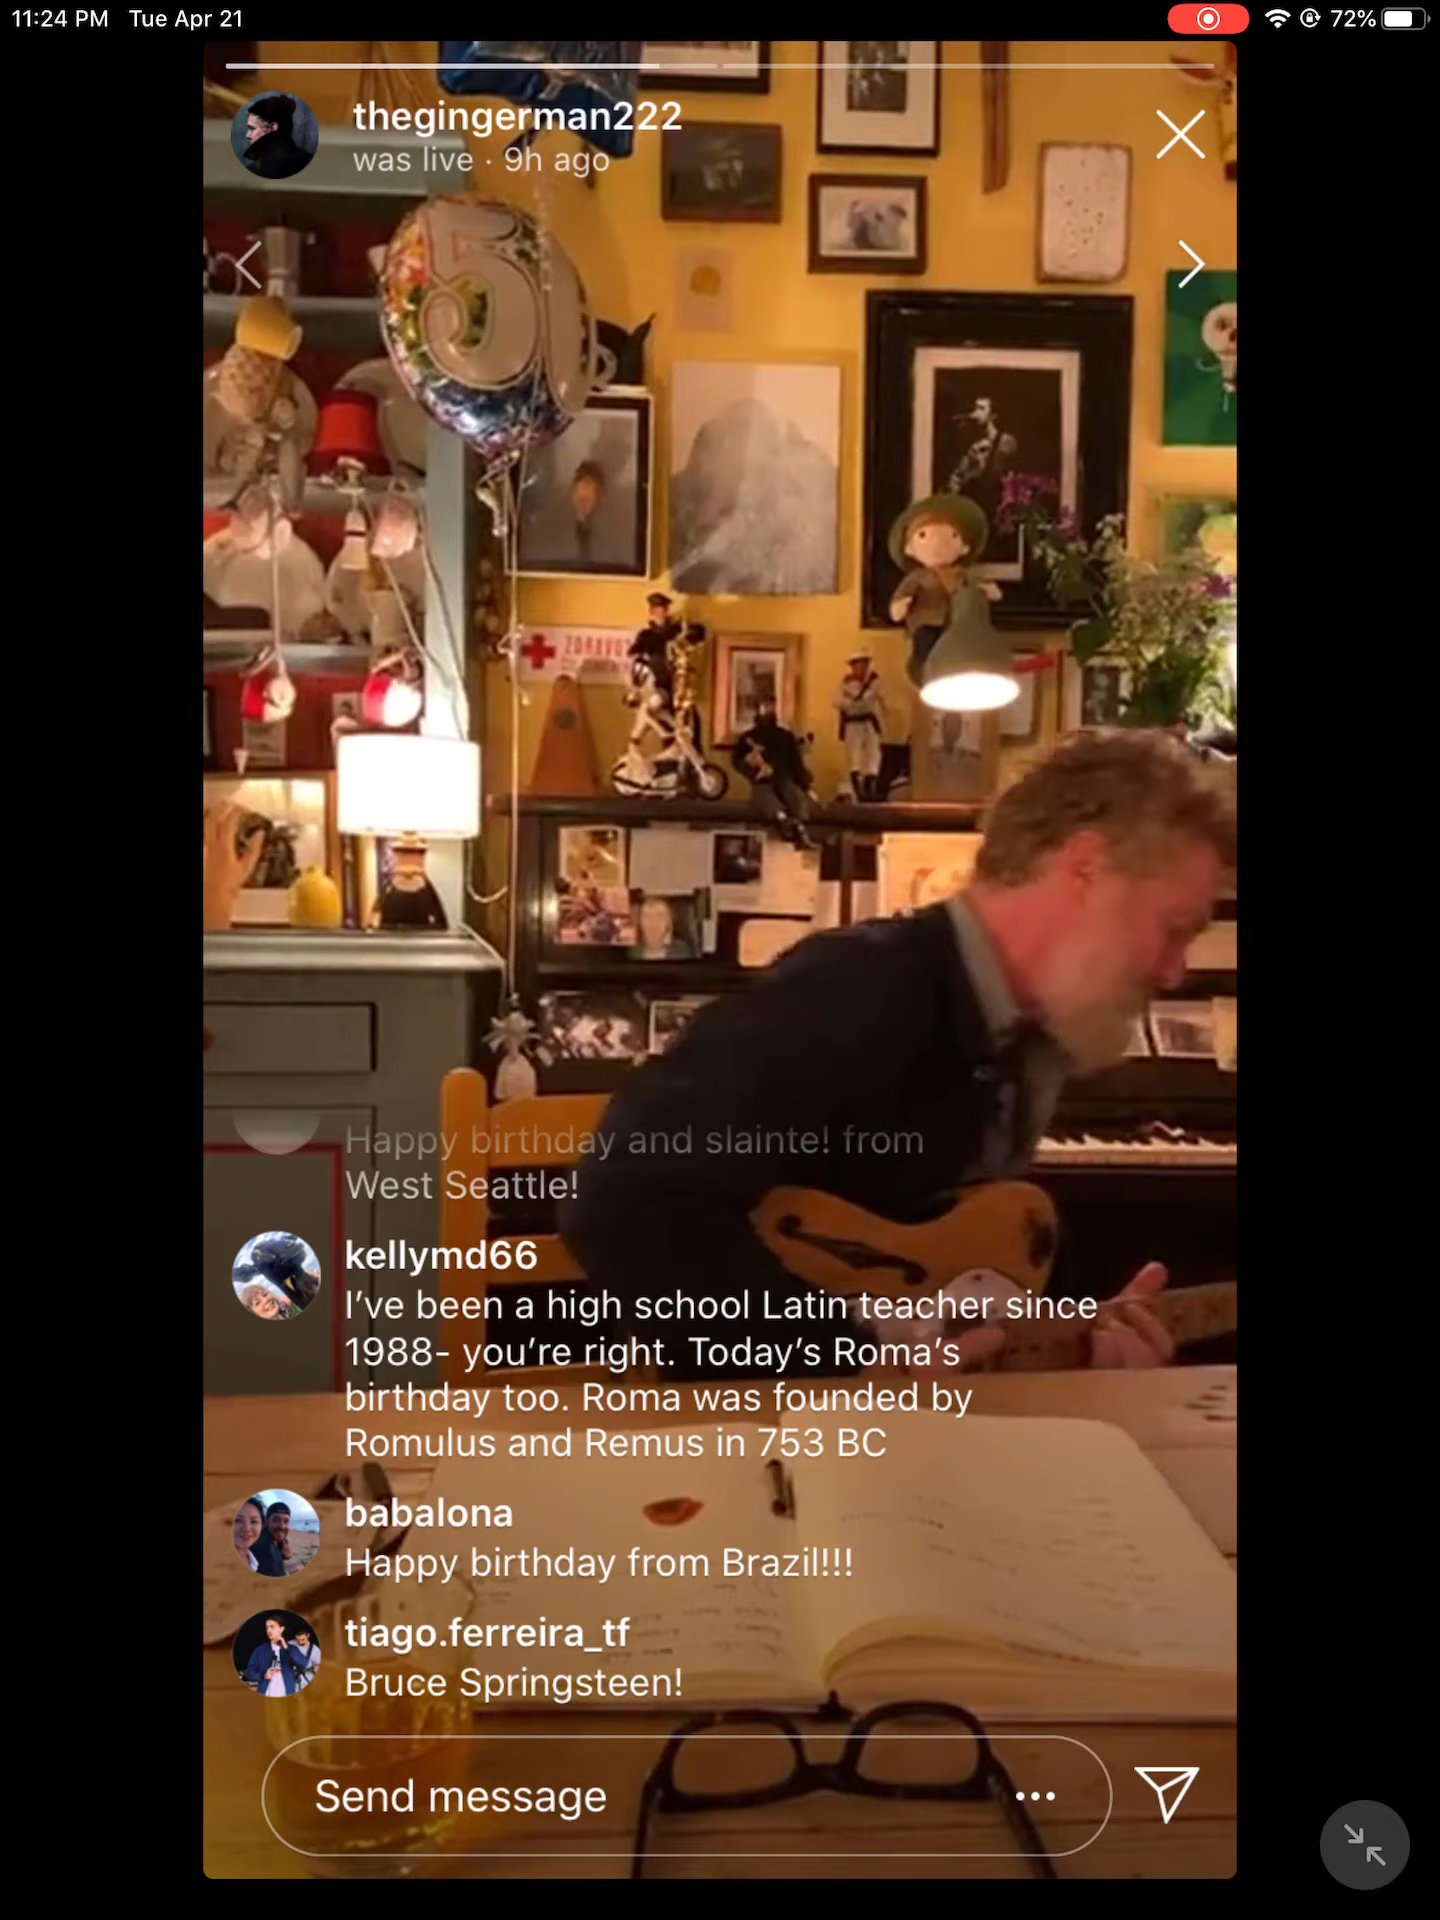 11:24 PM Tue Apr 21
72%
thegingerman222
was live · 9h ago
50
Happy birthday and slainte! from
West Seattle!
kellymd66
I've been a high school Latin teacher since
1988- you're right. Today's Roma's
birthday too. Roma was founded by
Romulus and Remus in 753 BC
babalona
Happy birthday from Brazil!!!
tiago.ferreira_tf
Bruce Springsteen!
Send message